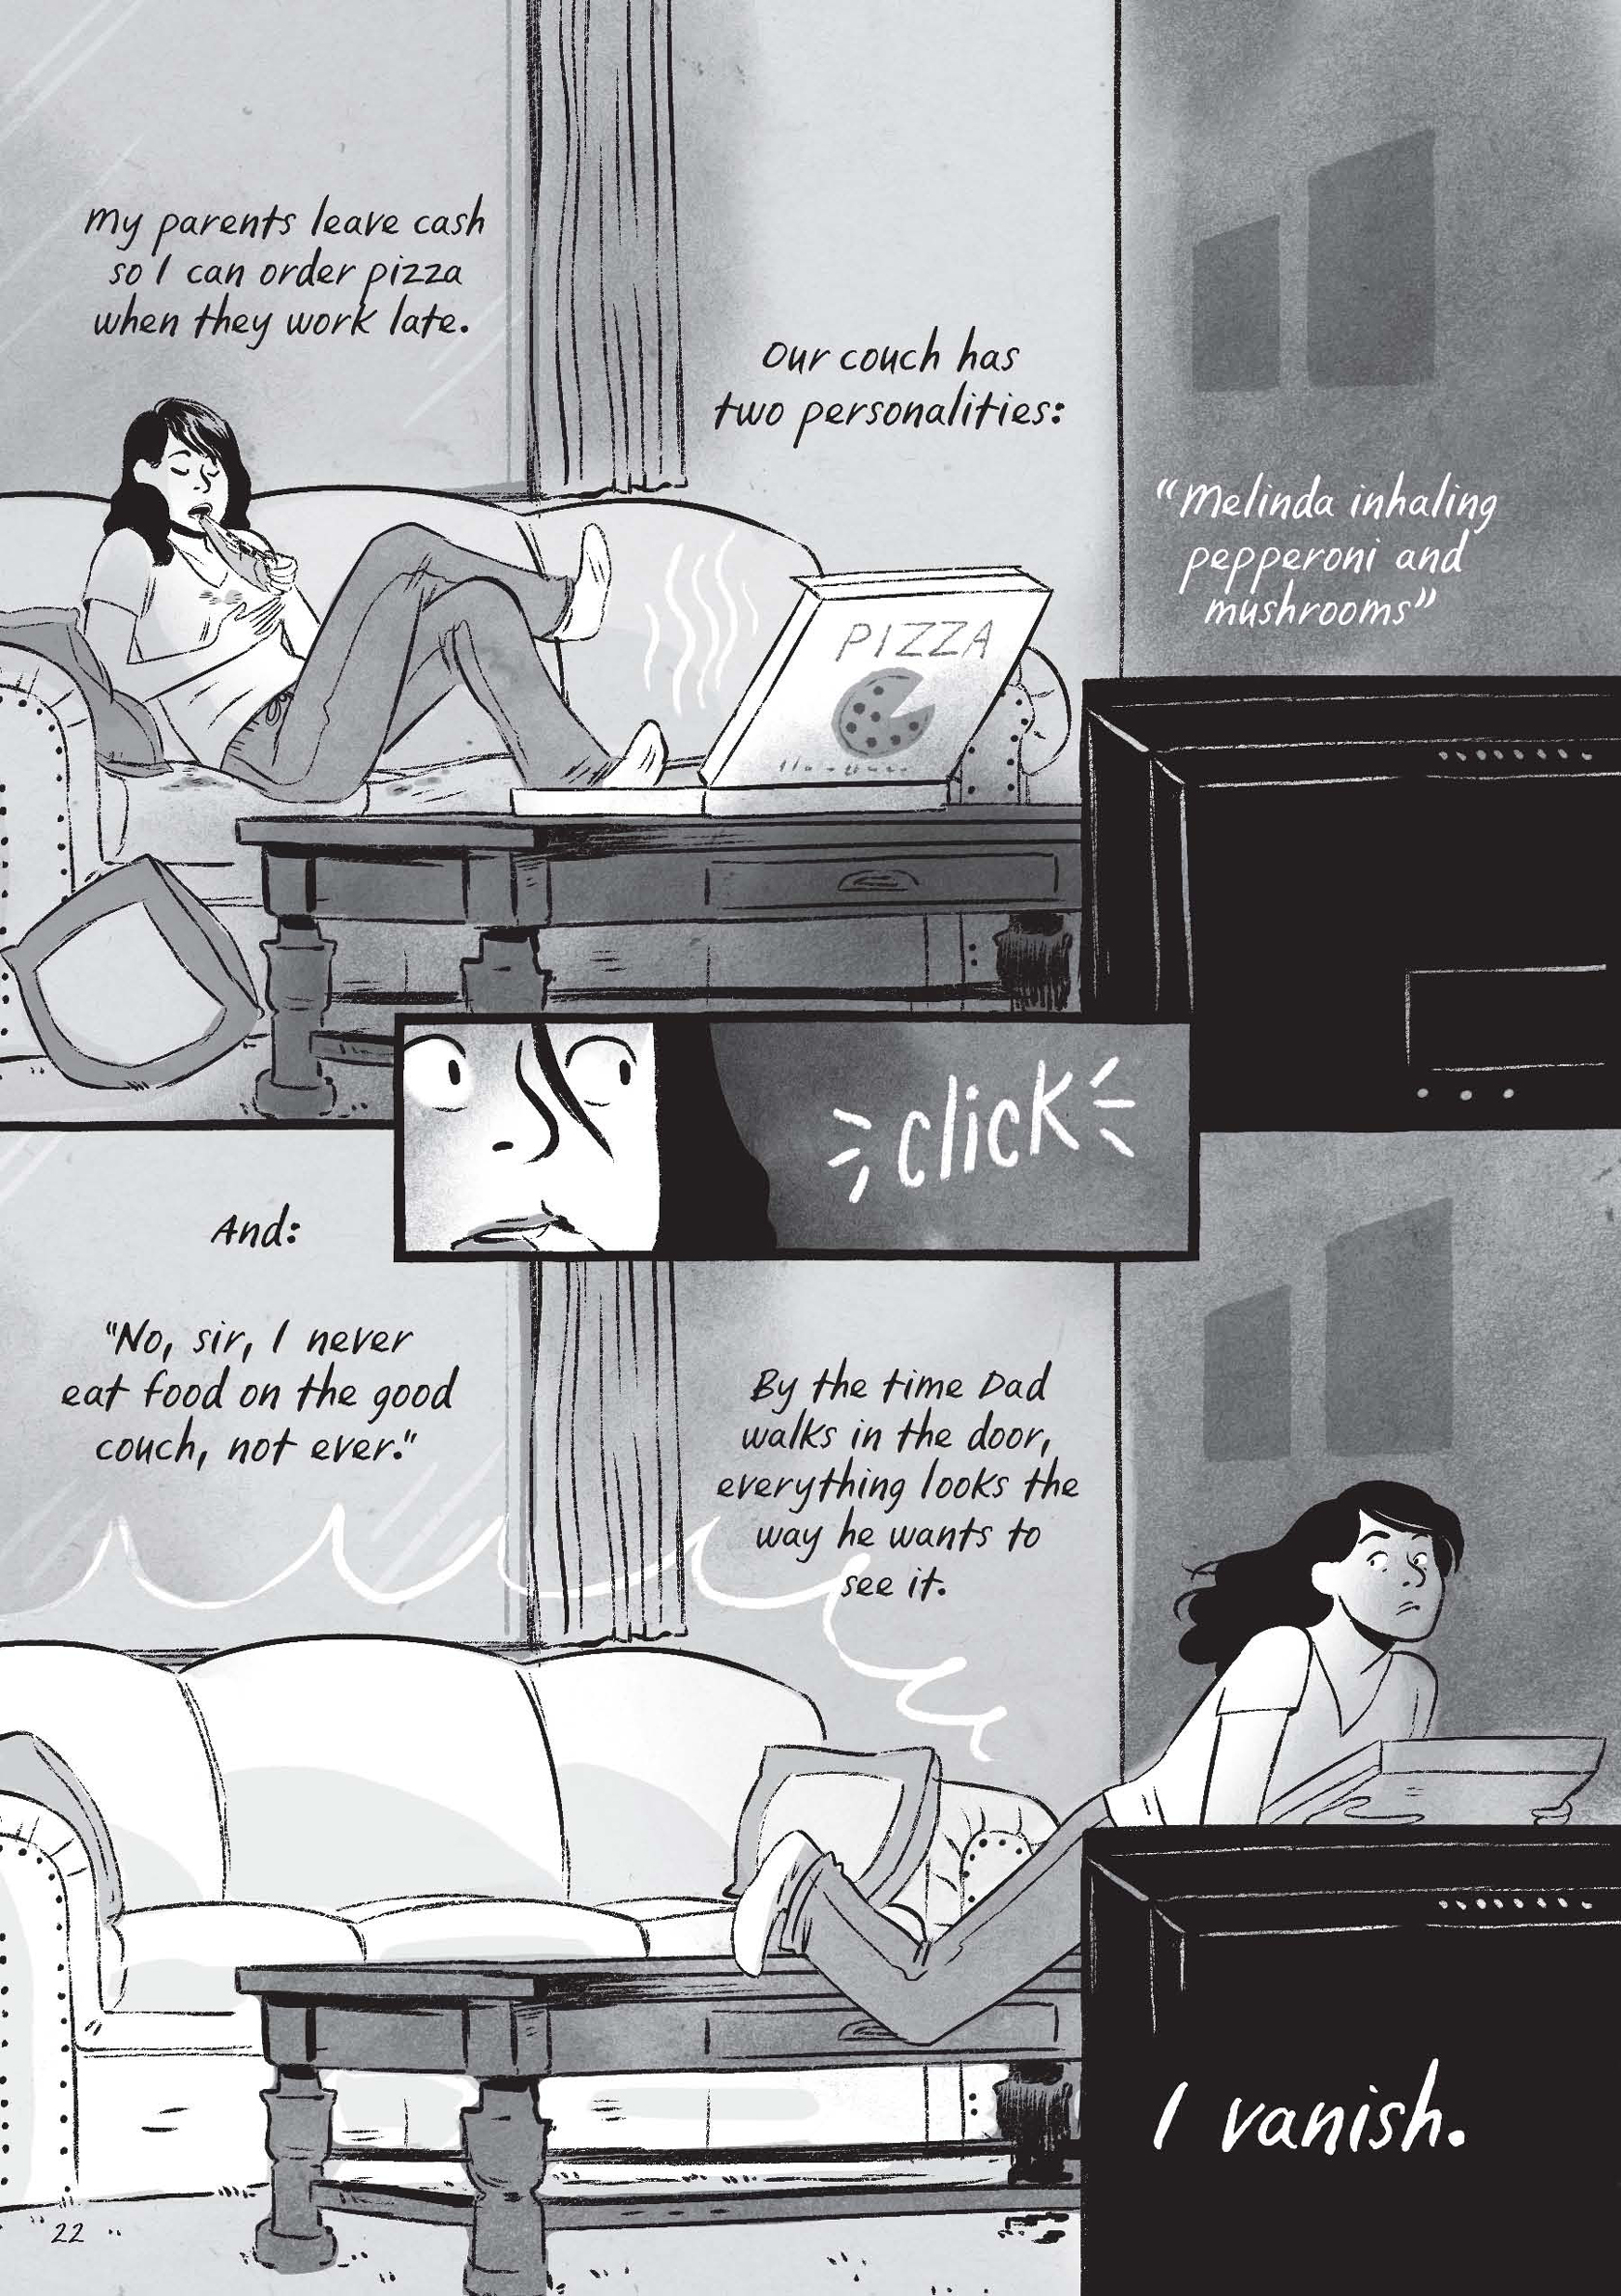 My parents leave cash
so I can order pizza
when they work late.
Our couch has
two personalities:
"Melinda inhaling
pepperoni and
mushrooms"
PIZZA
click
And:
"No, sir, I never
eat food on the good
couch, not ever."
By the time Dad
walks in the door,
everything looks the
way he wants to
see it.
I vanish.
22